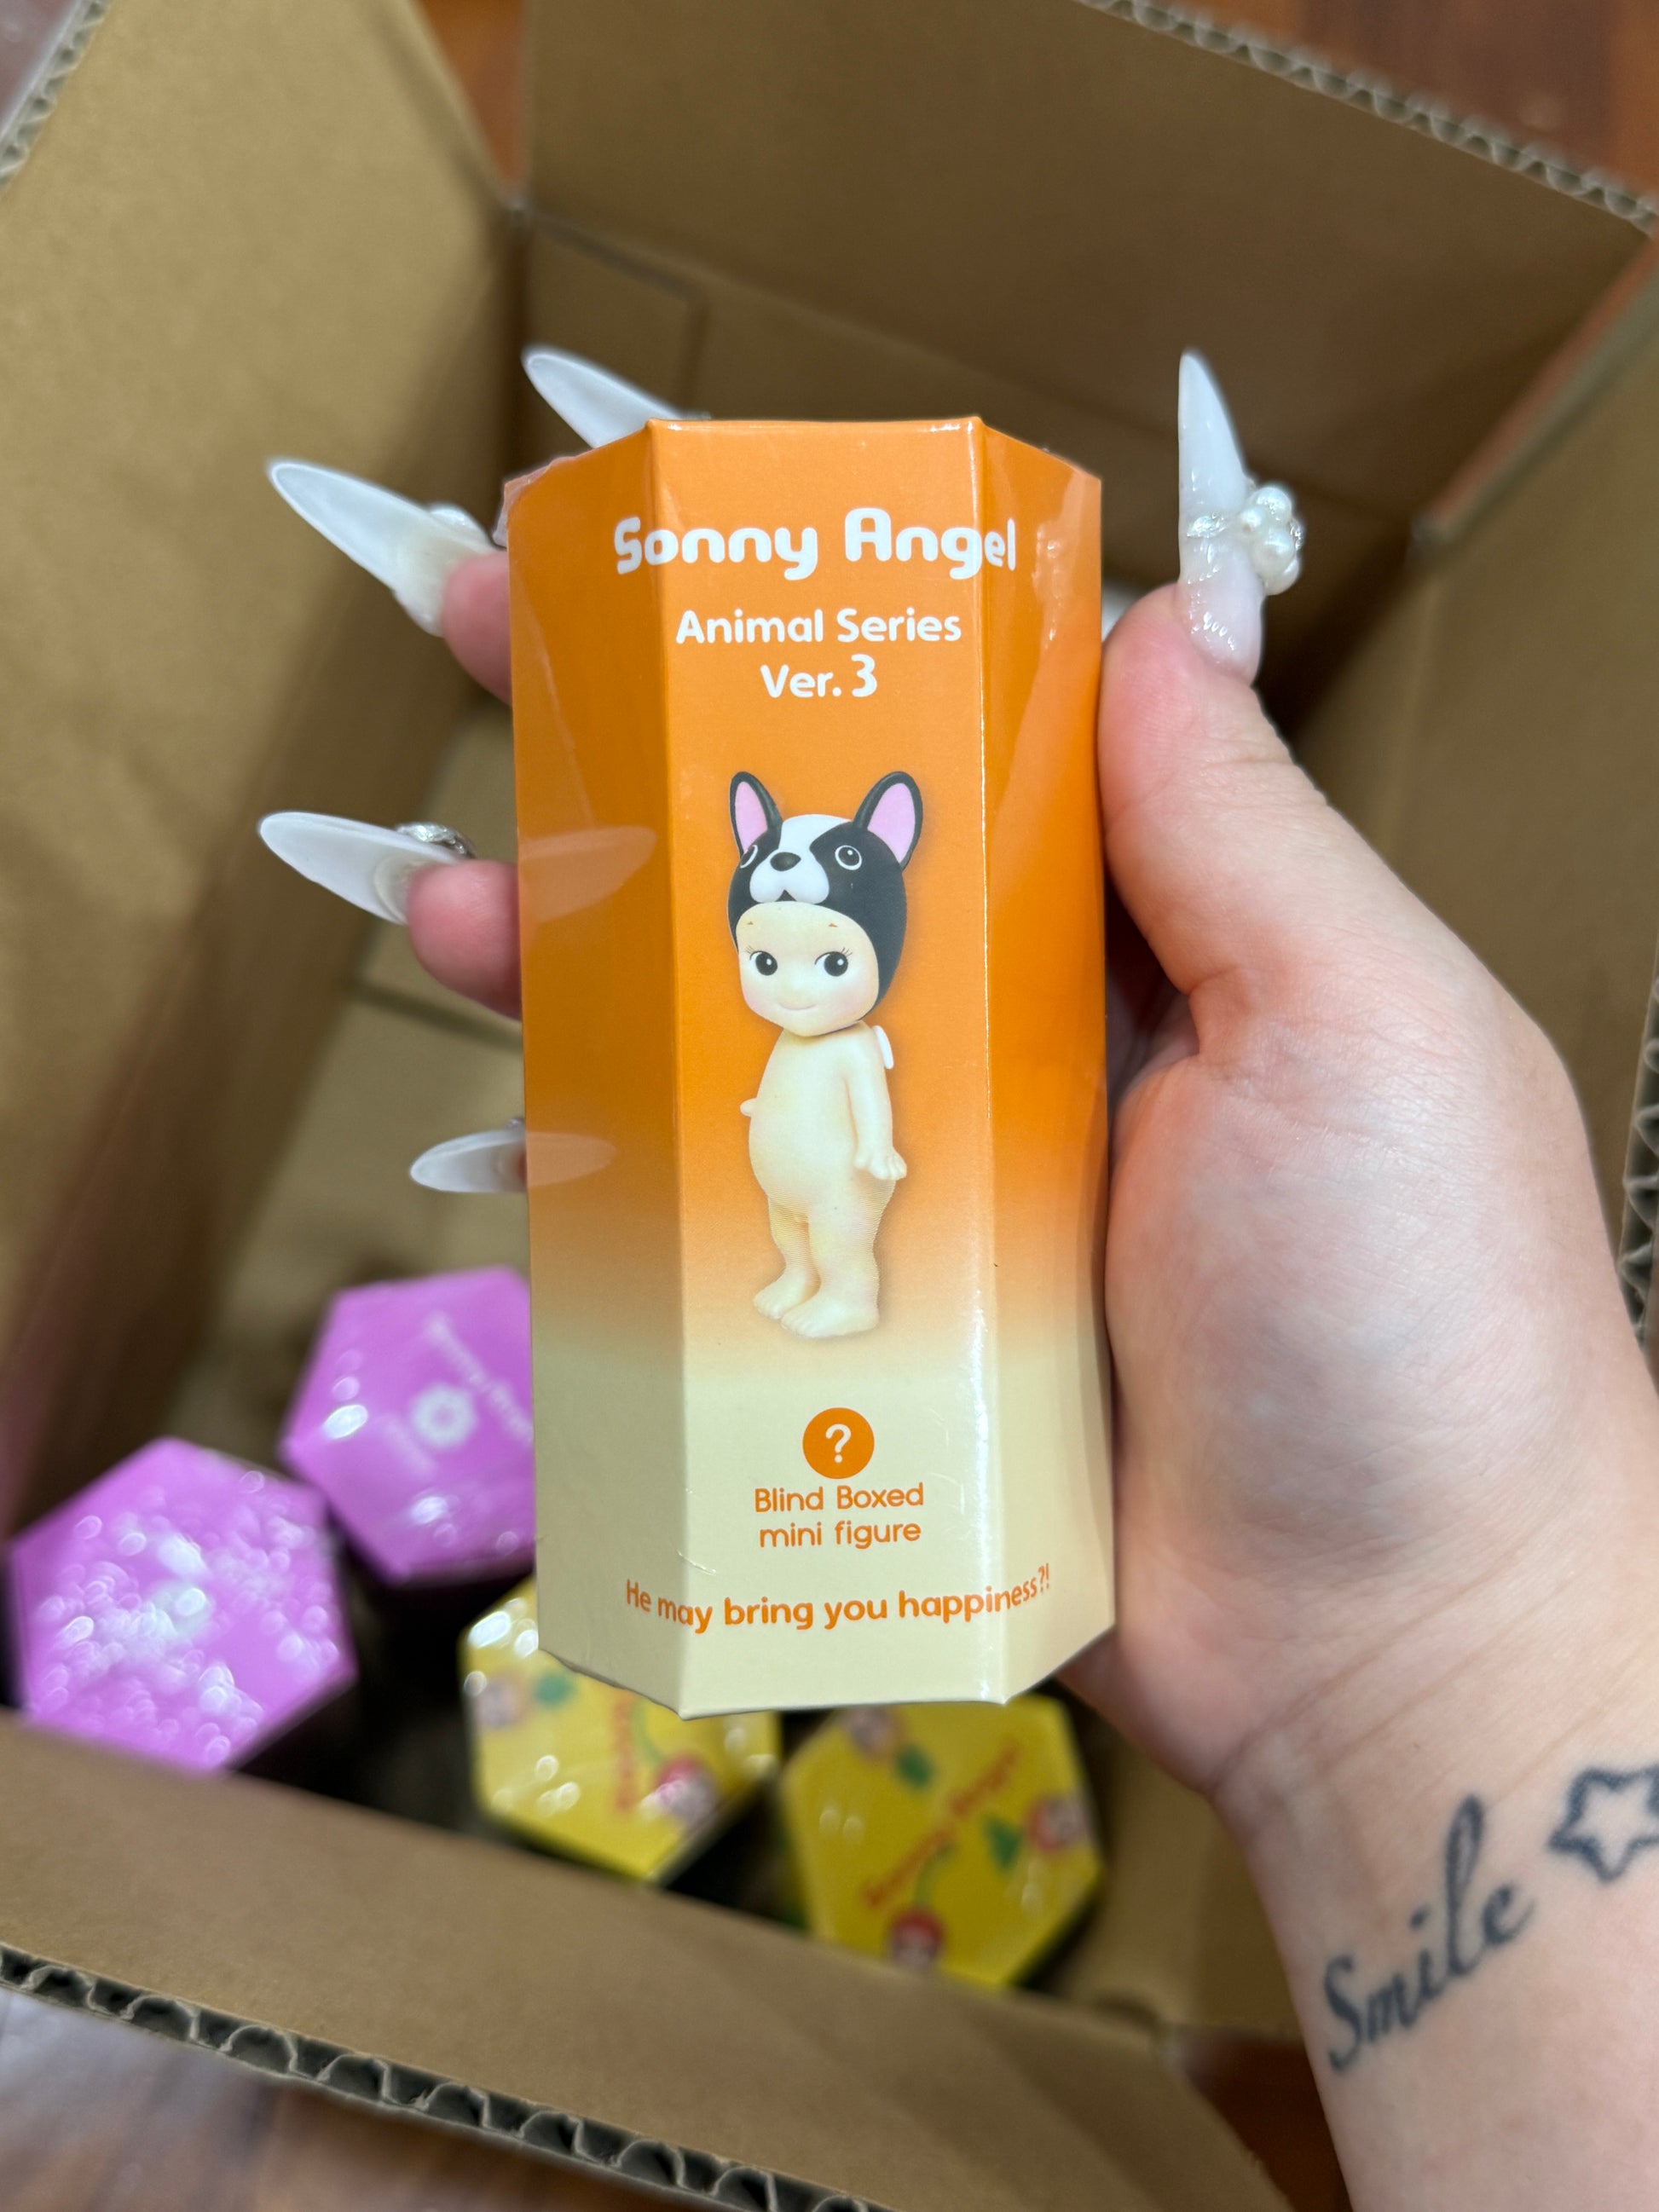 Sonny Angel
Animal Series
Ver. 3
?
Blind Boxed
mini figure
He may bring you happiness?!
Smile